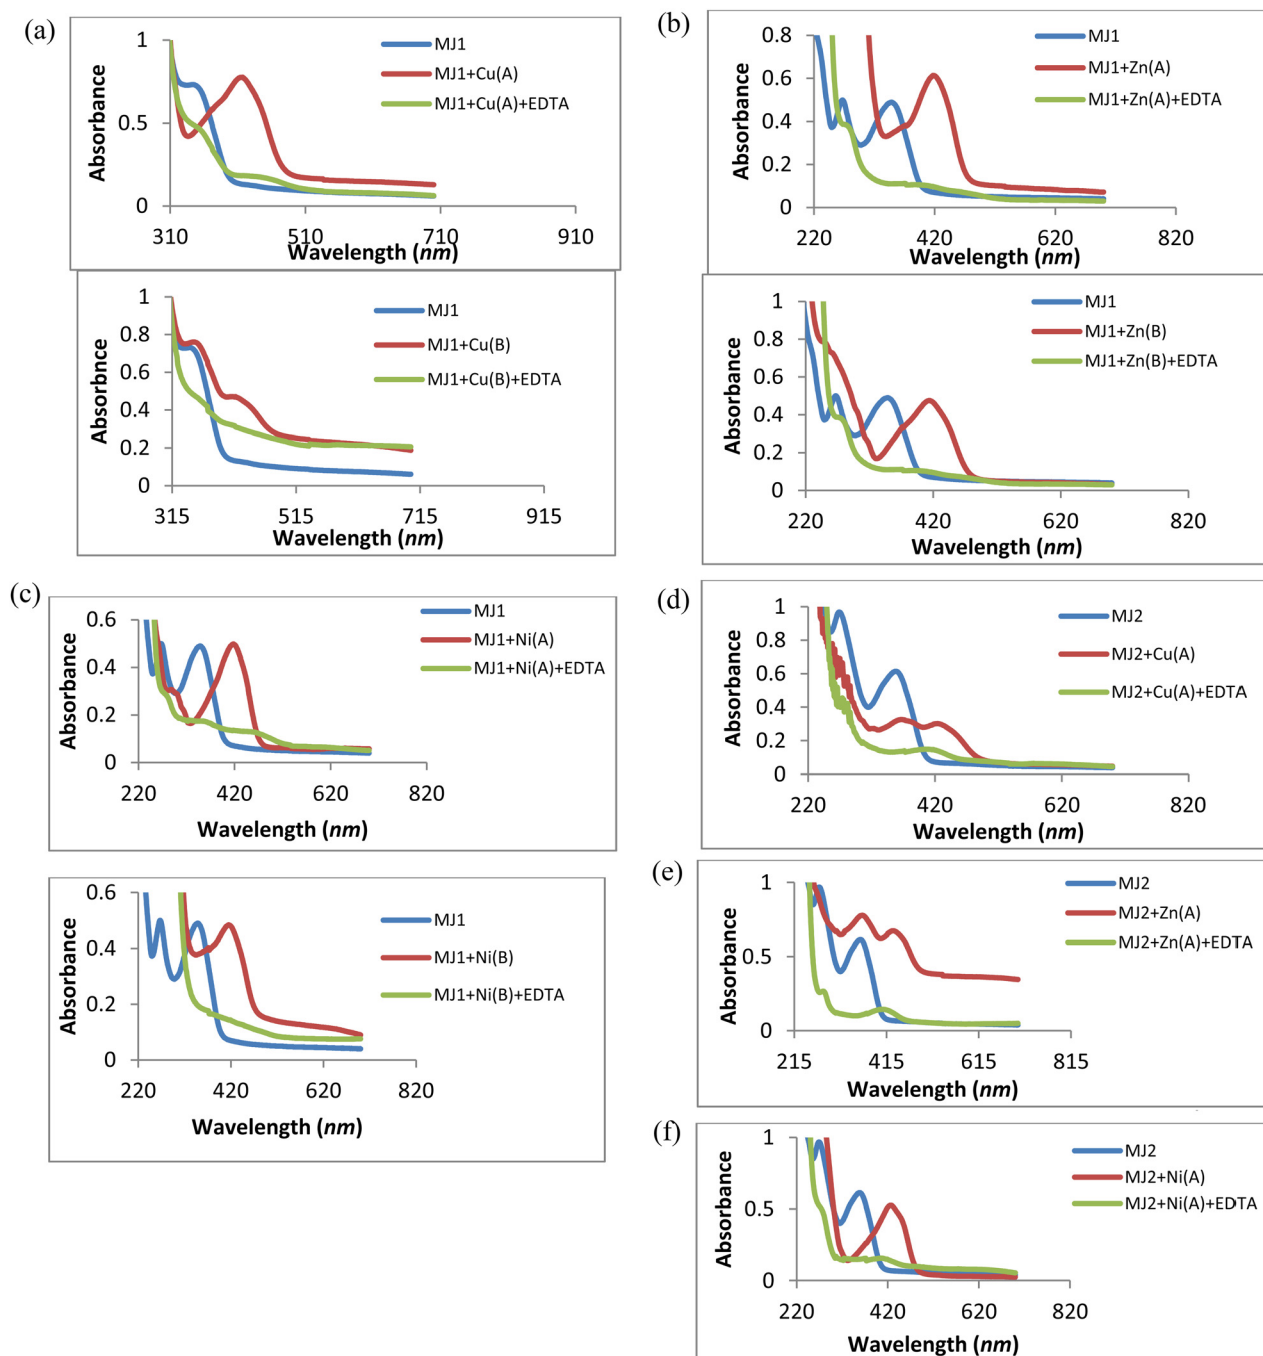 (a)
MJ1
MJ1+Cu(A)
MJ1+Cu(A)+EDTA
Absorbance
1
0.5
0
310 510 710 910
Wavelength (nm)
MJ1
MJ1+Cu(B)
MJ1+Cu(B)+EDTA
Absorbnce
1
0.8
0.6
0.4
0.2
0
315 515 715 915
Wavelength (nm)
(b)
MJ1
MJ1+Zn(A)
MJ1+Zn(A)+EDTA
Absorbance
0.8
0.6
0.4
0.2
0
220 420 620 820
Wavelength (nm)
MJ1
MJ1+Zn(B)
MJ1+Zn(B)+EDTA
Absorbance
1
0.8
0.6
0.4
0.2
0
220 420 620 820
Wavelength (nm)
(c)
MJ1
MJ1+Ni(A)
MJ1+Ni(A)+EDTA
Absorbance
0.6
0.4
0.2
0
220 420 620 820
Wavelength (nm)
MJ1
MJ1+Ni(B)
MJ1+Ni(B)+EDTA
Absorbance
0.6
0.4
0.2
0
220 420 620 820
Wavelength (nm)
(d)
MJ2
MJ2+Cu(A)
MJ2+Cu(A)+EDTA
Absorbance
1
0.8
0.6
0.4
0.2
0
220 420 620 820
Wavelength (nm)
(e)
MJ2
MJ2+Zn(A)
MJ2+Zn(A)+EDTA
Absorbance
1
0.5
0
215 415 615 815
Wavelength (nm)
(f)
MJ2
MJ2+Ni(A)
MJ2+Ni(A)+EDTA
Absorbance
1
0.5
0
220 420 620 820
Wavelength (nm)